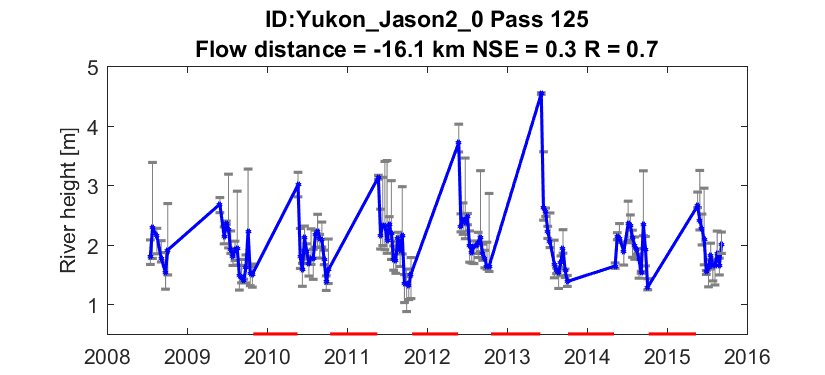 ID:Yukon_Jason2_0 Pass 125
Flow distance = -16.1 km NSE = 0.3 R = 0.7
River height [m]
5
4
3
2
1
2008 2009 2010 2011 2012 2013 2014 2015 2016